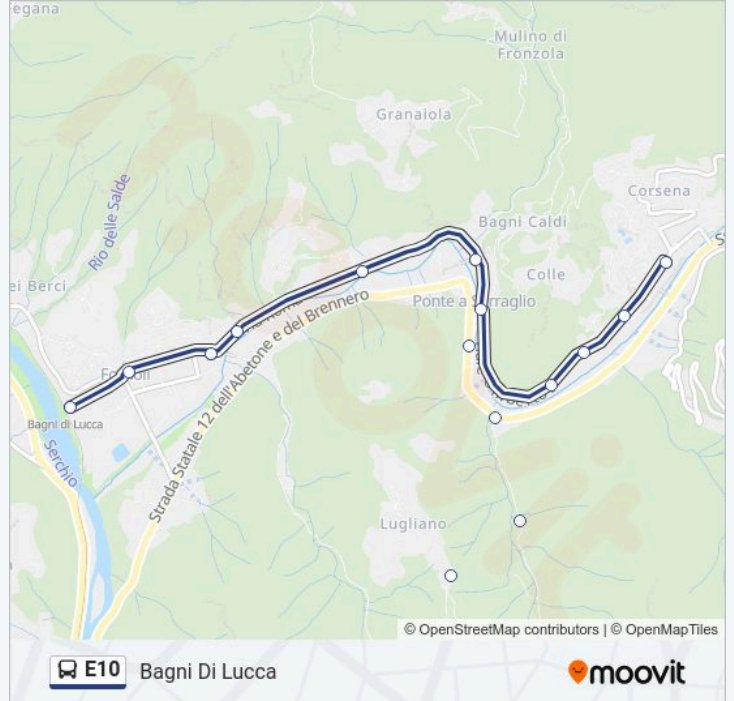 egana
Mulino di
Fronzola
Granaiola
Corsena
Rio delle Salde
Bagni Caldi
S
ei Berci
Colle
Ponte a Serraglio
Strada Statale 12 dell'Abetone e del Brennero
Bagni di Lucca
Serchio
Lugliano
© OpenStreetMap contributors | © OpenMapTiles
E10 Bagni Di Lucca
moovit